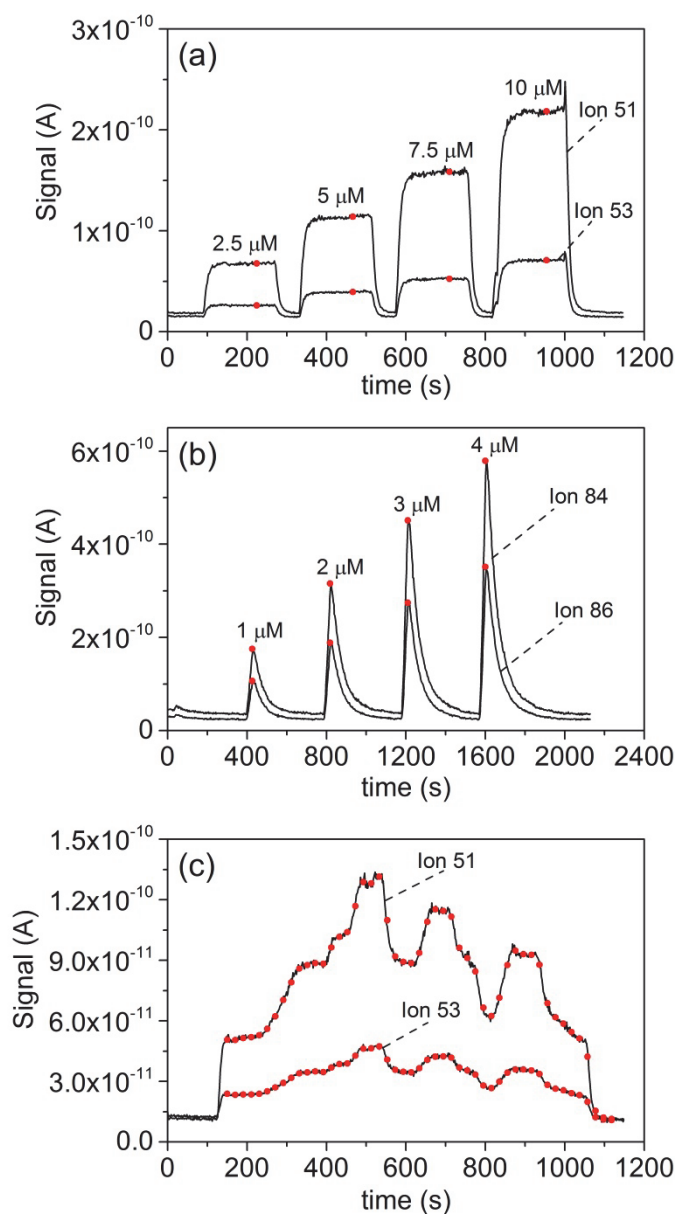 (a)
3x10⁻¹⁰
2x10⁻¹⁰
1x10⁻¹⁰
0
Signal (A)
2.5 μM
5 μM
7.5 μM
10 μM
Ion 51
Ion 53
0 200 400 600 800 1000 1200
time (s)
(b)
6x10⁻¹⁰
4x10⁻¹⁰
2x10⁻¹⁰
0
Signal (A)
1 μM
2 μM
3 μM
4 μM
Ion 84
Ion 86
0 400 800 1200 1600 2000 2400
time (s)
(c)
1.5x10⁻¹⁰
1.2x10⁻¹⁰
9.0x10⁻¹¹
6.0x10⁻¹¹
3.0x10⁻¹¹
0.0
Signal (A)
Ion 51
Ion 53
0 200 400 600 800 1000 1200
time (s)